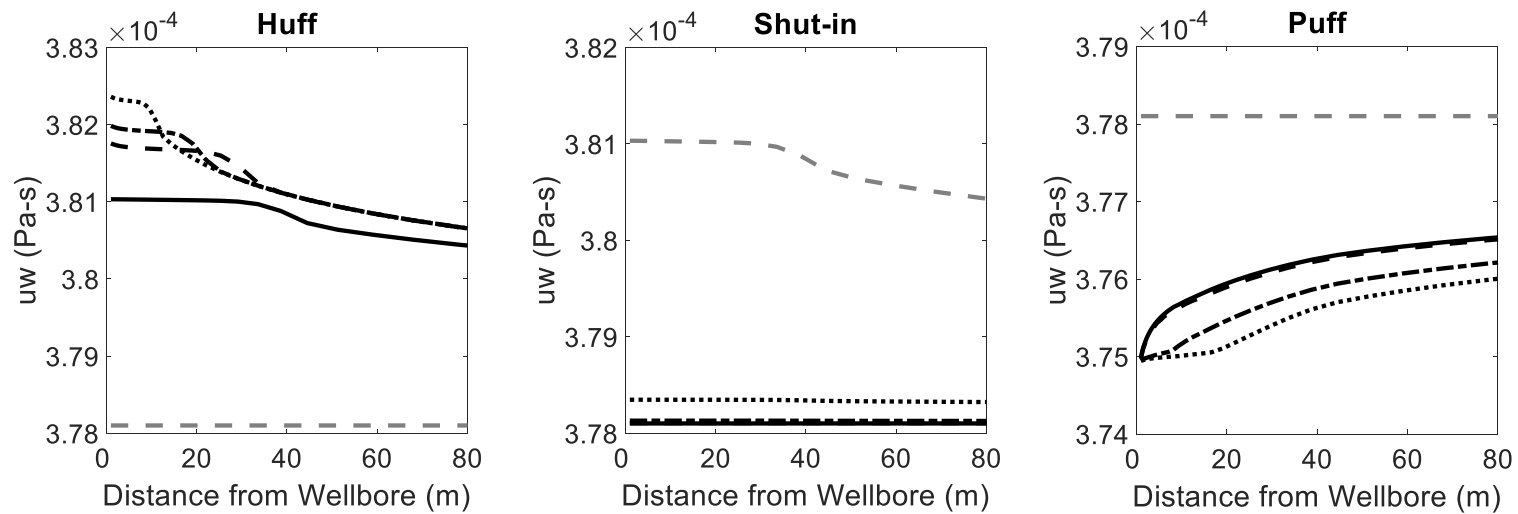 Huff
×10⁻⁴
3.83
3.82
3.81
3.8
3.79
3.78
uw (Pa-s)
0 20 40 60 80
Distance from Wellbore (m)
Shut-in
×10⁻⁴
3.82
3.81
3.8
3.79
3.78
uw (Pa-s)
0 20 40 60 80
Distance from Wellbore (m)
Puff
×10⁻⁴
3.79
3.78
3.77
3.76
3.75
3.74
uw (Pa-s)
0 20 40 60 80
Distance from Wellbore (m)